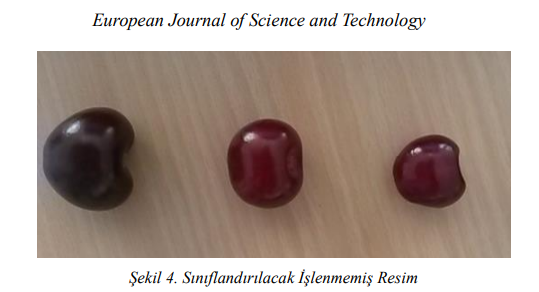 European Journal of Science and Technology
Şekil 4. Sınıflandırılacak İşlenmemiş Resim